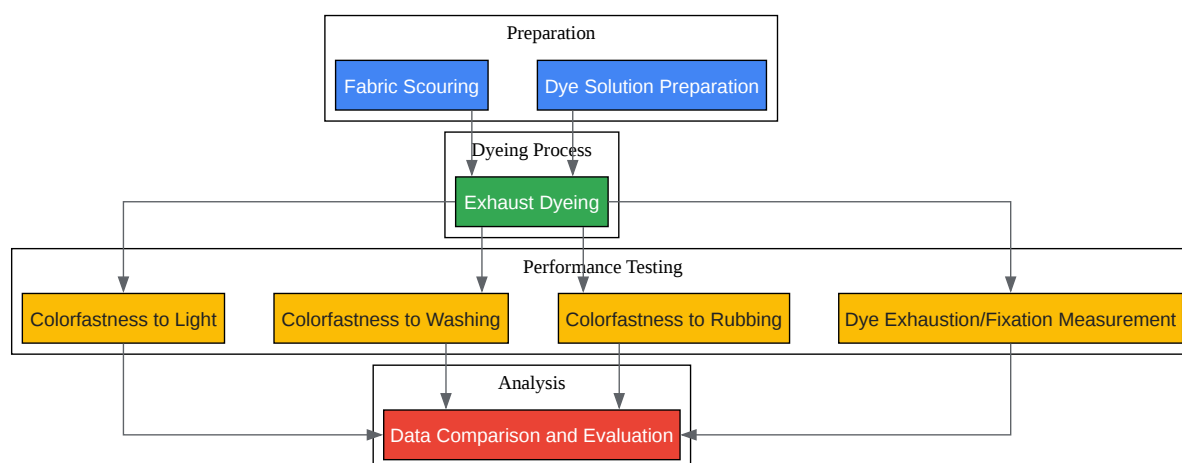 Preparation
Fabric Scouring
Dye Solution Preparation
Dyeing Process
Exhaust Dyeing
Performance Testing
Colorfastness to Light
Colorfastness to Washing
Colorfastness to Rubbing
Dye Exhaustion/Fixation Measurement
Analysis
Data Comparison and Evaluation